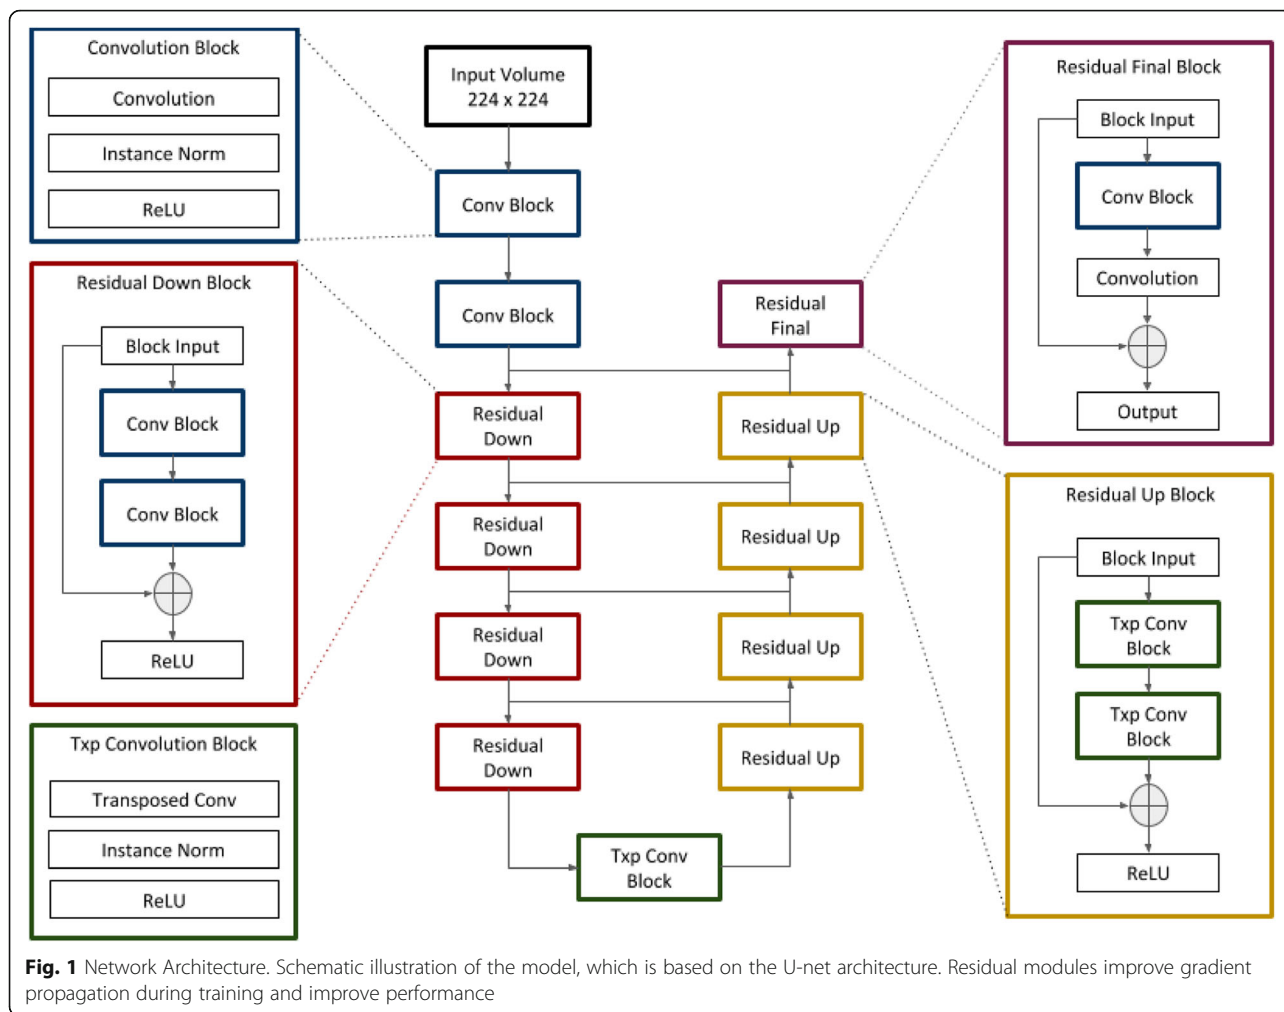 Convolution Block
Convolution
Instance Norm
ReLU
Residual Down Block
Block Input
Conv Block
Conv Block
ReLU
Txp Convolution Block
Transposed Conv
Instance Norm
ReLU
Input Volume
224 x 224
Conv Block
Conv Block
Residual
Down
Residual
Down
Residual
Down
Residual
Down
Txp Conv
Block
Residual Up
Residual Up
Residual Up
Residual Up
Residual
Final
Residual Final Block
Block Input
Conv Block
Convolution
Output
Residual Up Block
Block Input
Txp Conv
Block
Txp Conv
Block
ReLU
Fig. 1 Network Architecture. Schematic illustration of the model, which is based on the U-net architecture. Residual modules improve gradient
propagation during training and improve performance